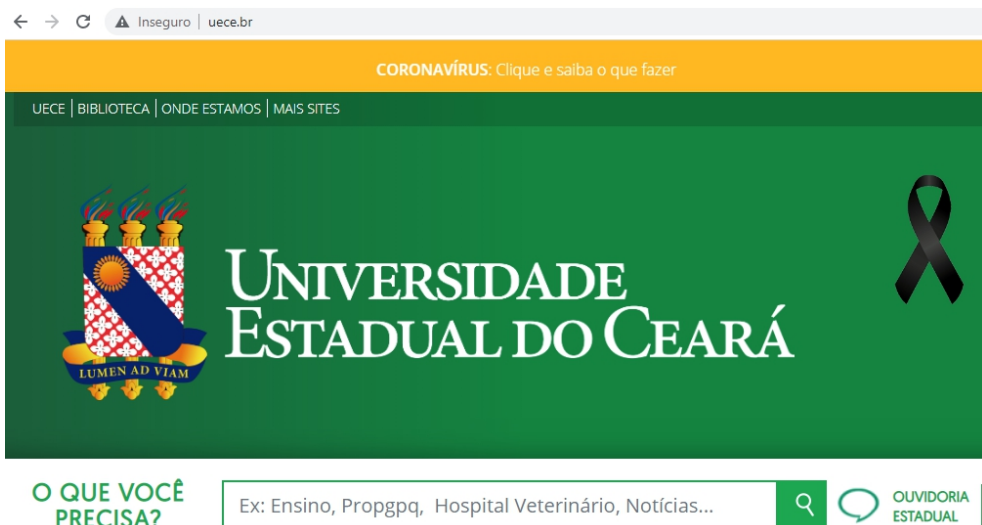 Inseguro | uece.br
CORONAVÍRUS: Clique e saiba o que fazer
UECE | BIBLIOTECA | ONDE ESTAMOS | MAIS SITES
UNIVERSIDADE
ESTADUAL DO CEARÁ
LUMEN AD VIAM
O QUE VOCÊ
PRECISA?
Ex: Ensino, Propgpq, Hospital Veterinário, Notícias...
OUVIDORIA
ESTADUAL